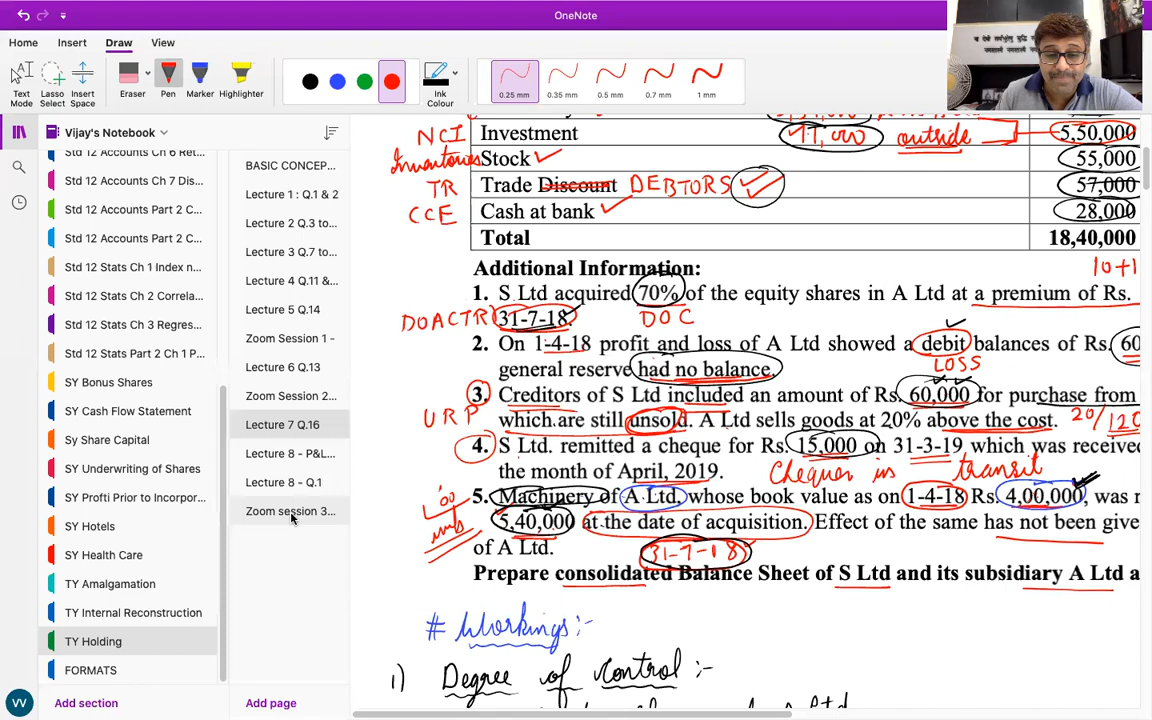 OneNote
Home Insert Draw View
Text Mode
Lasso Select
Insert Space
Eraser
Pen
Marker
Highlighter
Ink Colour
0.25 mm
0.35 mm
0.5 mm
0.7 mm
1 mm
Vijay's Notebook
Std 12 Accounts Ch 6 Ret...
Std 12 Accounts Ch 7 Dis...
Std 12 Accounts Part 2 C...
Std 12 Accounts Part 2 C...
Std 12 Stats Ch 1 Index n...
Std 12 Stats Ch 2 Correla...
Std 12 Stats Ch 3 Regres...
Std 12 Stats Part 2 Ch 1 P...
SY Bonus Shares
SY Cash Flow Statement
Sy Share Capital
SY Underwriting of Shares
SY Profti Prior to Incorpor...
SY Hotels
SY Health Care
TY Amalgamation
TY Internal Reconstruction
TY Holding
FORMATS
VV
Add section
BASIC CONCEP...
Lecture 1 : Q.1 & 2
Lecture 2 Q.3 to...
Lecture 3 Q.7 to...
Lecture 4 Q.11 &...
Lecture 5 Q.14
Zoom Session 1 -
Lecture 6 Q.13
Zoom Session 2...
Lecture 7 Q.16
Lecture 8 - P&L...
Lecture 8 - Q.1
Zoom session 3...
Add page
NCI Investment 11,000 outside 5,50,000
Inventories Stock 55,000
TR Trade Discount DEBTORS 57,000
CCE Cash at bank 28,000
Total 18,40,000
Additional Information: 10+1
1. S Ltd acquired 70% of the equity shares in A Ltd at a premium of Rs.
DOACTR 31-7-18. DOC
2. On 1-4-18 profit and loss of A Ltd showed a debit balances of Rs. 60
general reserve had no balance. LOSS
3. Creditors of S Ltd included an amount of Rs. 60,000 for purchase from
URP which are still unsold. A Ltd sells goods at 20% above the cost. 20/120
4. S Ltd. remitted a cheque for Rs. 15,000 on 31-3-19 which was received
the month of April, 2019. Cheques in transit
5. Machinery of A Ltd, whose book value as on 1-4-18 Rs. 4,00,000, was r
5,40,000 at the date of acquisition. Effect of the same has not been give
of A Ltd. 31-7-18
Prepare consolidated Balance Sheet of S Ltd and its subsidiary A Ltd a
# Workings:-
1) Degree of Control :-